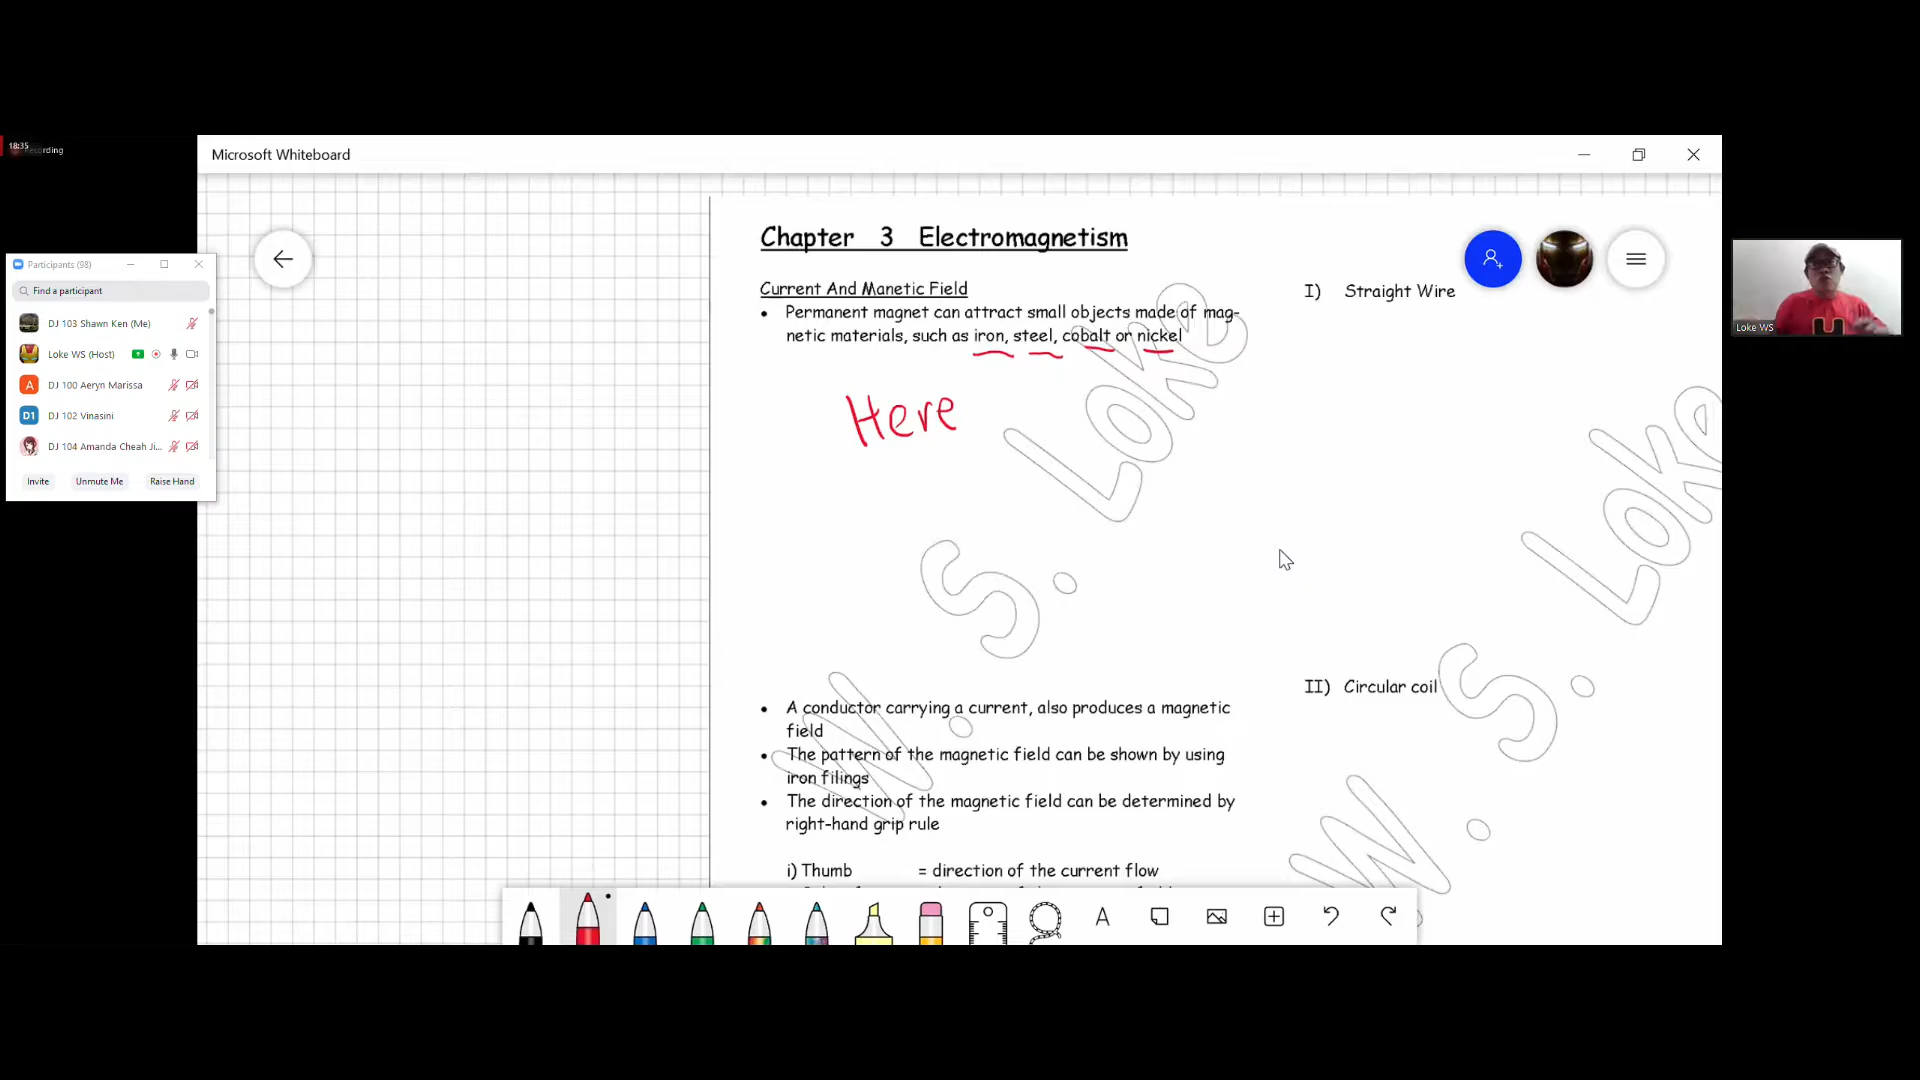 18:35
Recording
Microsoft Whiteboard
Participants (98)
Find a participant
DJ 103 Shawn Ken (Me)
Loke WS (Host)
A DJ 100 Aeryn Marissa
D1 DJ 102 Vinasini
DJ 104 Amanda Cheah Ji...
Invite Unmute Me Raise Hand
Chapter 3 Electromagnetism
Current And Manetic Field
• Permanent magnet can attract small objects made of mag-
netic materials, such as iron, steel, cobalt or nickel
Here
• A conductor carrying a current, also produces a magnetic
field
• The pattern of the magnetic field can be shown by using
iron filings
• The direction of the magnetic field can be determined by
right-hand grip rule
i) Thumb = direction of the current flow
I) Straight Wire
II) Circular coil
W. S. Loke
W. S. Loke
Loke WS